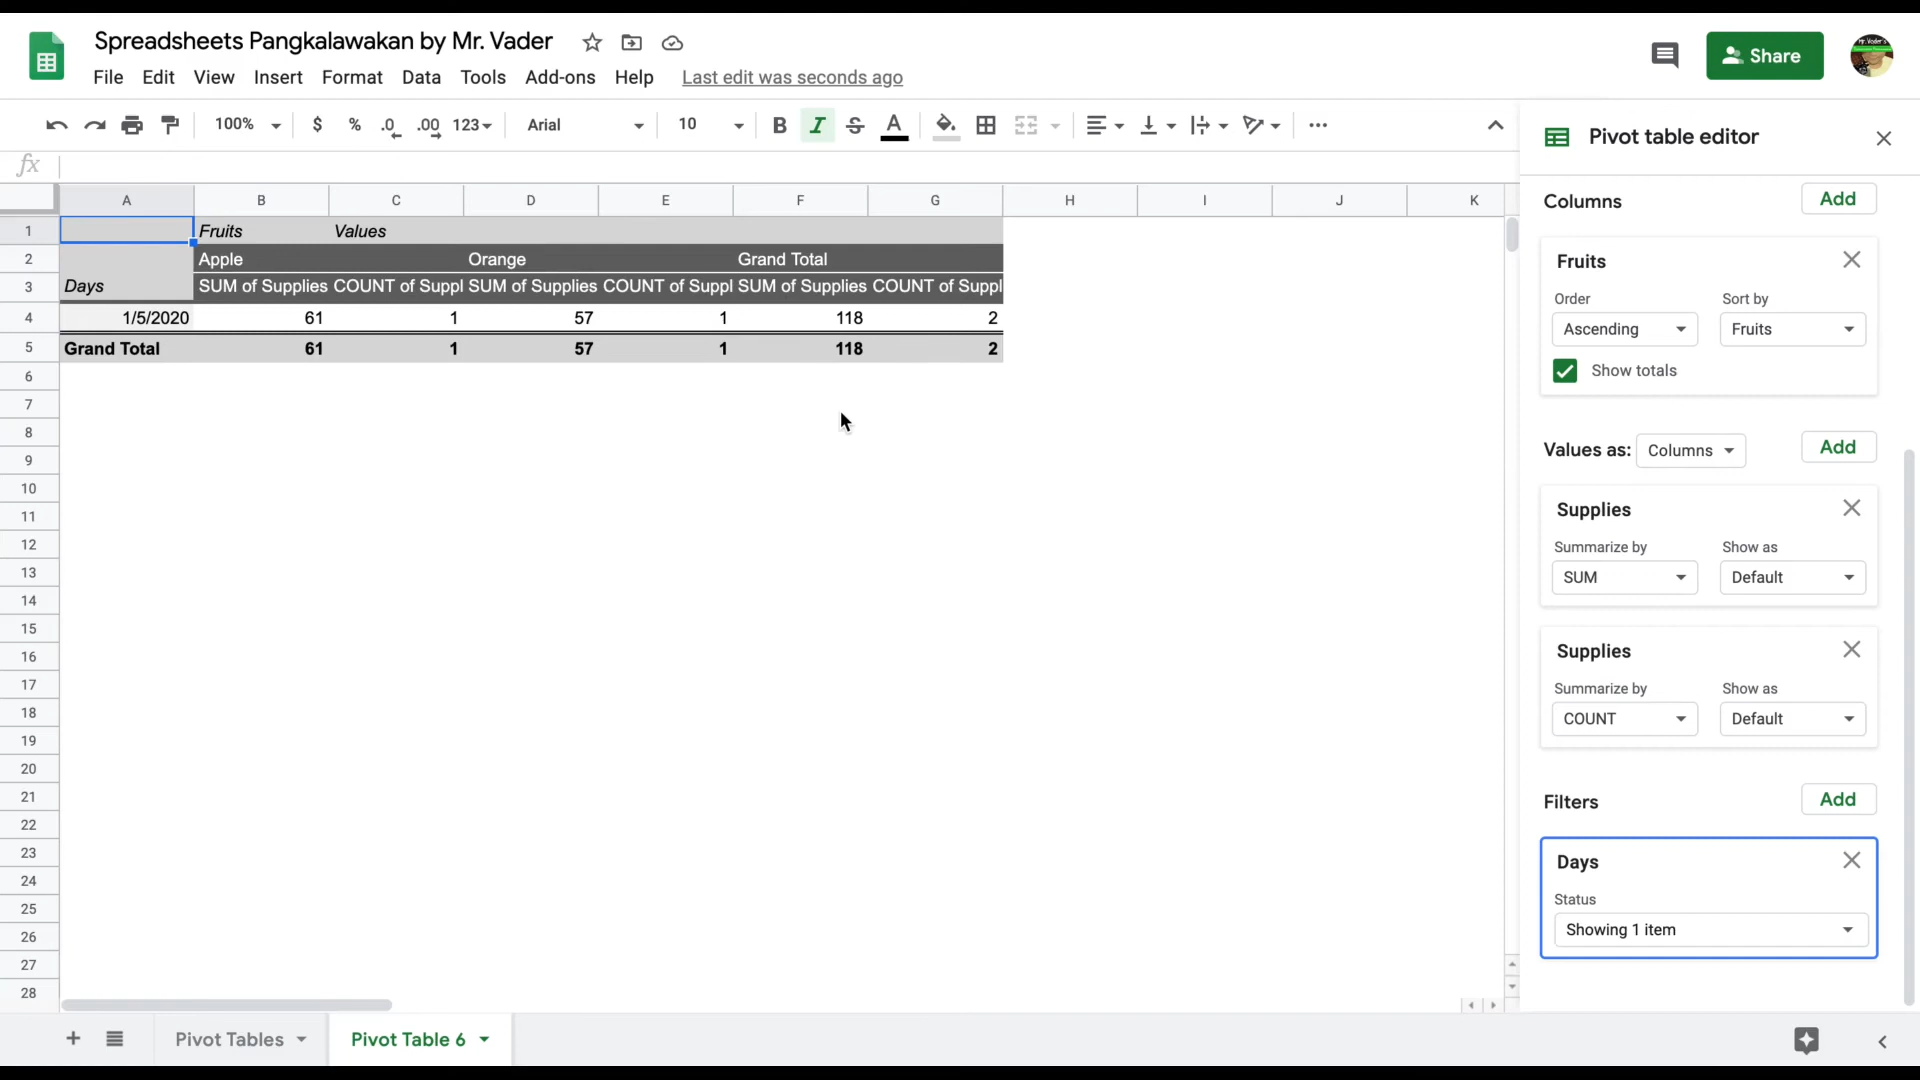 Spreadsheets Pangkalawakan by Mr. Vader
File Edit View Insert Format Data Tools Add-ons Help Last edit was seconds ago
Share
100% $ % .0 .00 123 Arial 10 B I S A
fx
A B C D E F G H I J K
1 Fruits Values
2 Apple Orange Grand Total
3 Days SUM of Supplies COUNT of Suppl SUM of Supplies COUNT of Suppl SUM of Supplies COUNT of Suppl
4 1/5/2020 61 1 57 1 118 2
5 Grand Total 61 1 57 1 118 2
6
7
8
9
10
11
12
13
14
15
16
17
18
19
20
21
22
23
24
25
26
27
28
Pivot Tables Pivot Table 6
Pivot table editor
Columns Add
Fruits
Order Sort by
Ascending Fruits
Show totals
Values as: Columns Add
Supplies
Summarize by Show as
SUM Default
Supplies
Summarize by Show as
COUNT Default
Filters Add
Days
Status
Showing 1 item